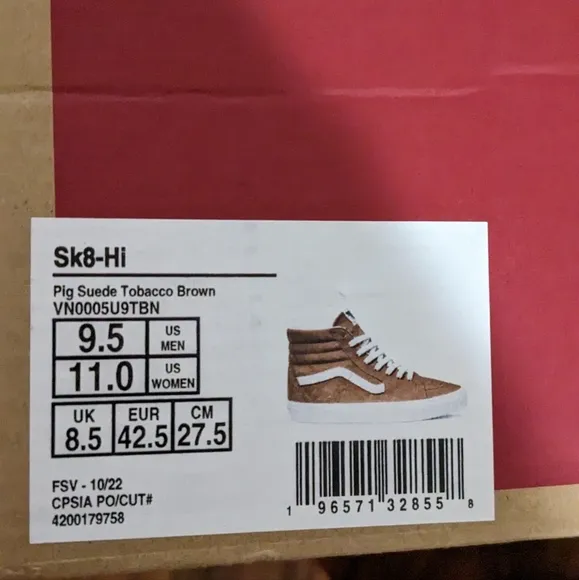 Sk8-Hi
Pig Suede Tobacco Brown
VN0005U9TBN
9.5 US MEN
11.0 US WOMEN
UK EUR CM
8.5 42.5 27.5
FSV - 10/22
CPSIA PO/CUT#
4200179758
1 96571 32855 8